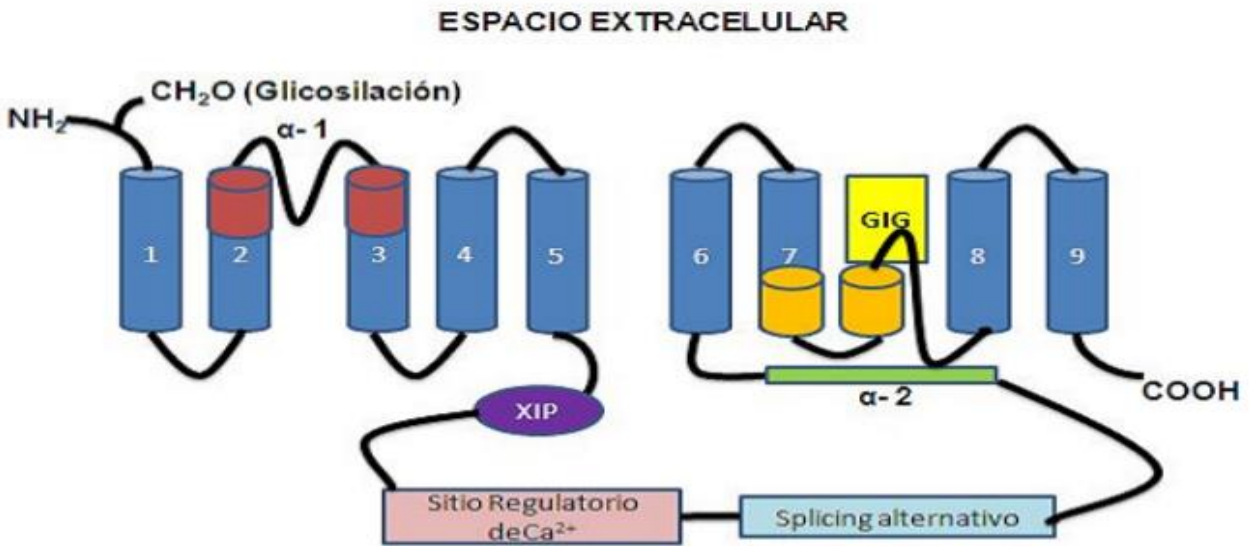 ESPACIO EXTRACELULAR
CH₂O (Glicosilación)
NH₂
α- 1
GIG
1 2 3 4 5 6 7 8 9
α- 2
COOH
XIP
Sitio Regulatorio
deCa²⁺
Splicing alternativo